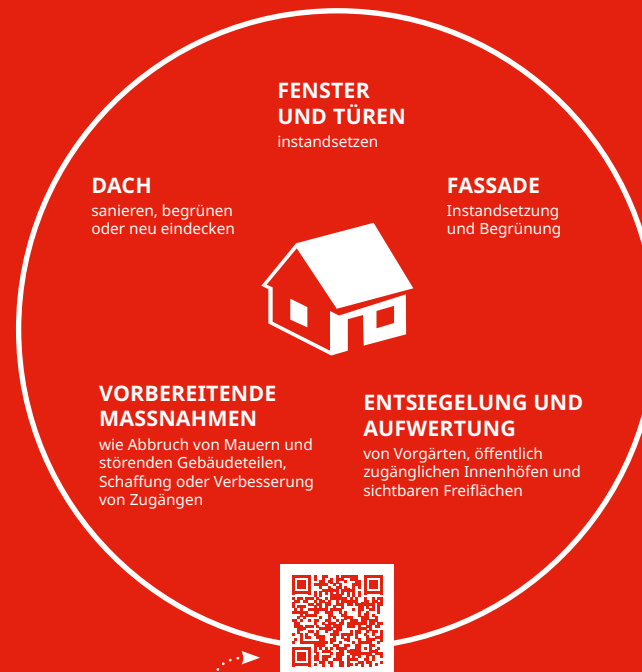 FENSTER
UND TÜREN
instandsetzen
DACH
sanieren, begrünen
oder neu eindecken
FASSADE
Instandsetzung
und Begrünung
VORBEREITENDE
MASSNAHMEN
wie Abbruch von Mauern und
störenden Gebäudeteilen,
Schaffung oder Verbesserung
von Zugängen
ENTSIEGELUNG UND
AUFWERTUNG
von Vorgärten, öffentlich
zugänglichen Innenhöfen und
sichtbaren Freiflächen